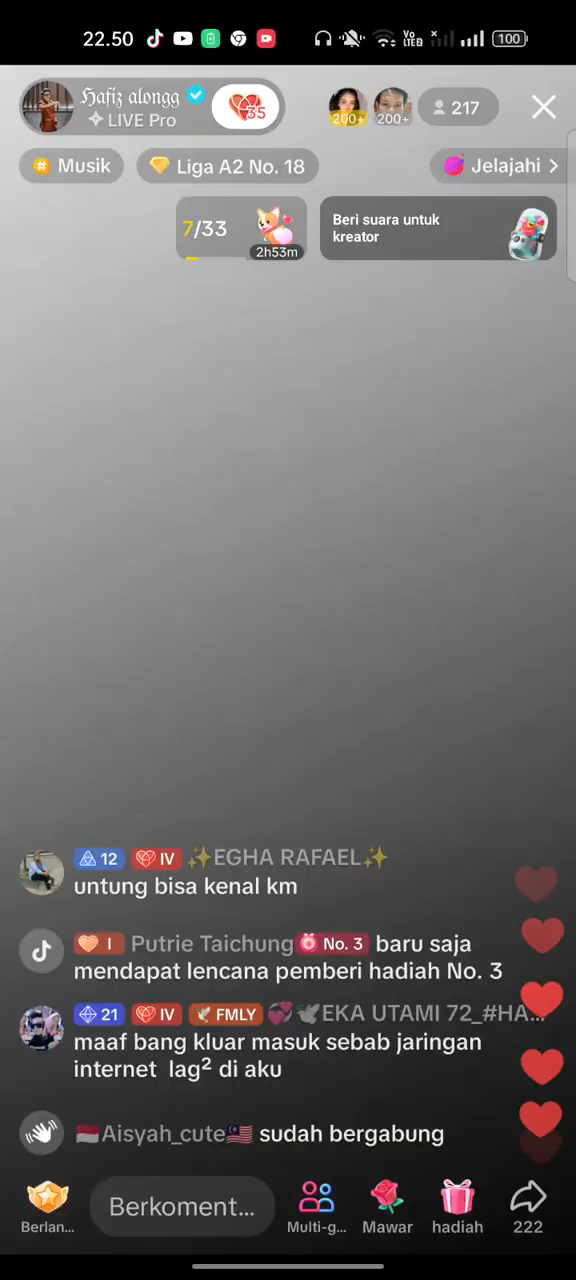 22.50
Vo
LTE2
100
Hafiz alongg
LIVE Pro
35
200+
200+
217
Musik
Liga A2 No. 18
Jelajahi
7/33
2h53m
Beri suara untuk
kreator
12 IV ✨EGHA RAFAEL✨
untung bisa kenal km
I Putrie Taichung No. 3 baru saja
mendapat lencana pemberi hadiah No. 3
21 IV FMLY 💞🕊EKA UTAMI 72_#HA...
maaf bang kluar masuk sebab jaringan
internet lag² di aku
🇮🇩Aisyah_cute🇲🇾 sudah bergabung
Berlan...
Berkoment...
Multi-g...
Mawar
hadiah
222